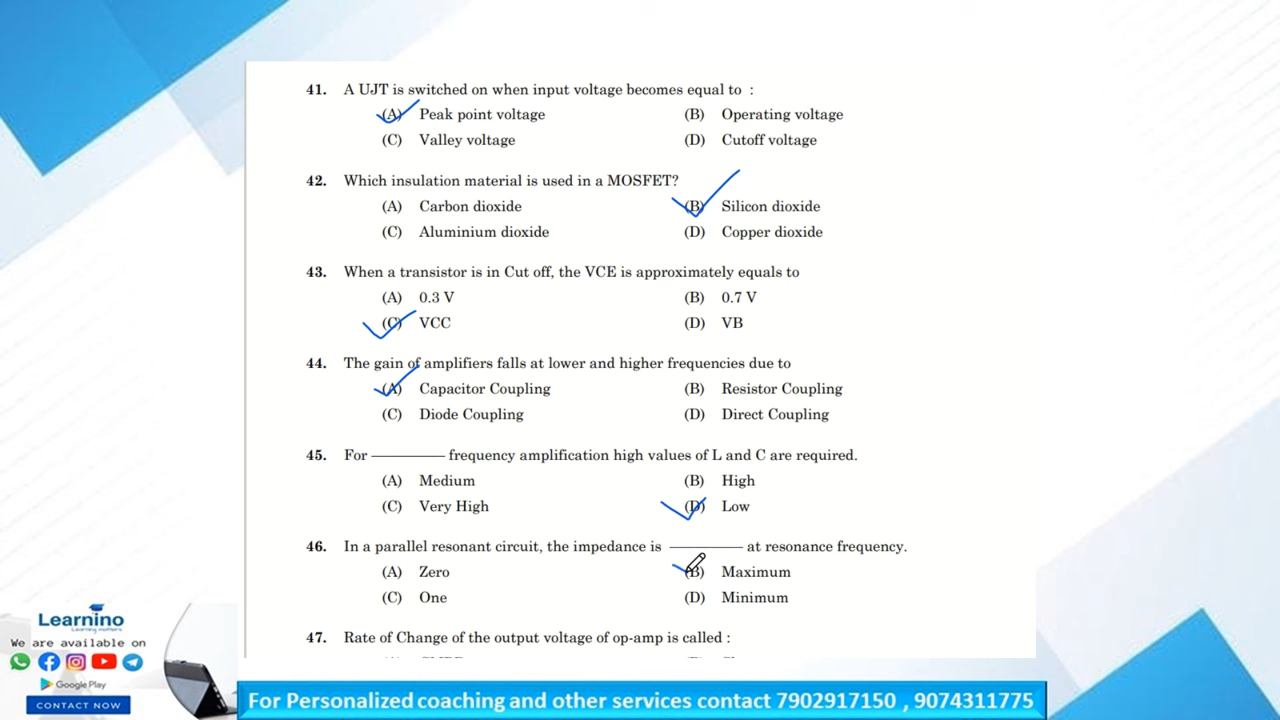 41. A UJT is switched on when input voltage becomes equal to :
(A) Peak point voltage (B) Operating voltage
(C) Valley voltage (D) Cutoff voltage
42. Which insulation material is used in a MOSFET?
(A) Carbon dioxide (B) Silicon dioxide
(C) Aluminium dioxide (D) Copper dioxide
43. When a transistor is in Cut off, the VCE is approximately equals to
(A) 0.3 V (B) 0.7 V
(C) VCC (D) VB
44. The gain of amplifiers falls at lower and higher frequencies due to
(A) Capacitor Coupling (B) Resistor Coupling
(C) Diode Coupling (D) Direct Coupling
45. For ———— frequency amplification high values of L and C are required.
(A) Medium (B) High
(C) Very High (D) Low
46. In a parallel resonant circuit, the impedance is ———— at resonance frequency.
(A) Zero (B) Maximum
(C) One (D) Minimum
47. Rate of Change of the output voltage of op-amp is called :
Learnino
Learning matters
We are available on
Google Play
CONTACT NOW
For Personalized coaching and other services contact 7902917150 , 9074311775